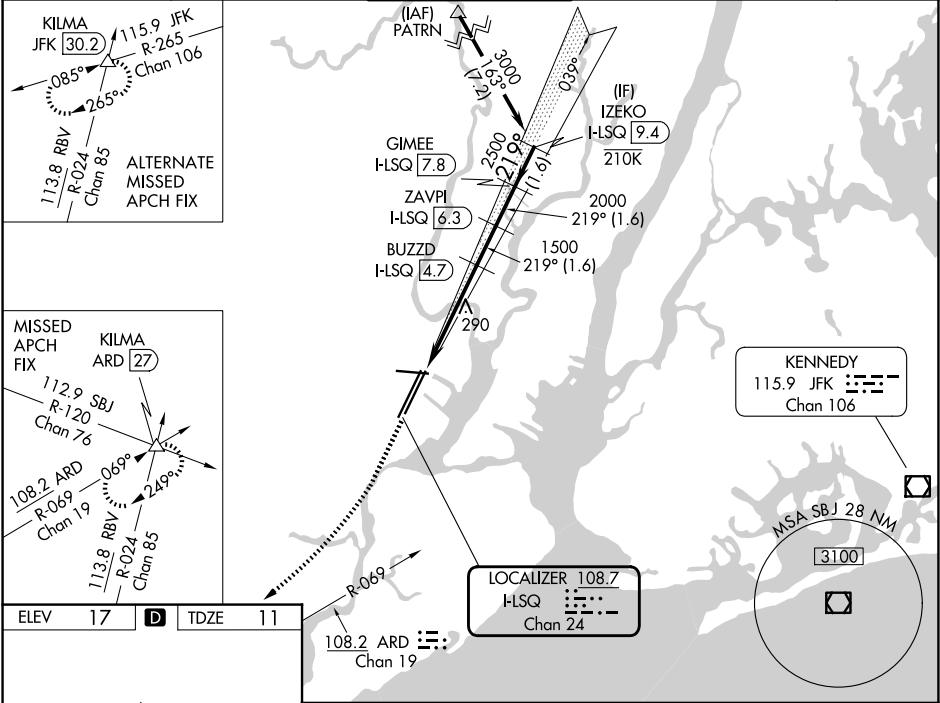 KILMA
JFK 30.2
115.9 JFK
R-265
Chan 106
085°
265°
113.8 RBV
R-024
Chan 85
ALTERNATE
MISSED
APCH FIX
(IAF)
PATRN
3000
163°
(7.2)
039°
(IF)
IZEKO
I-LSQ 9.4
210K
2500
219°
(1.6)
GIMEE
I-LSQ 7.8
ZAVPI
I-LSQ 6.3
BUZZD
I-LSQ 4.7
2000
219° (1.6)
1500
219° (1.6)
290
MISSED
APCH
FIX
KILMA
ARD 27
112.9 SBJ
R-120
Chan 76
108.2 ARD
R-069
Chan 19
069°
249°
113.8 RBV
R-024
Chan 85
KENNEDY
115.9 JFK
Chan 106
MSA SBJ 28 NM
3100
LOCALIZER 108.7
I-LSQ
Chan 24
R-069
108.2 ARD
Chan 19
ELEV 17 D TDZE 11